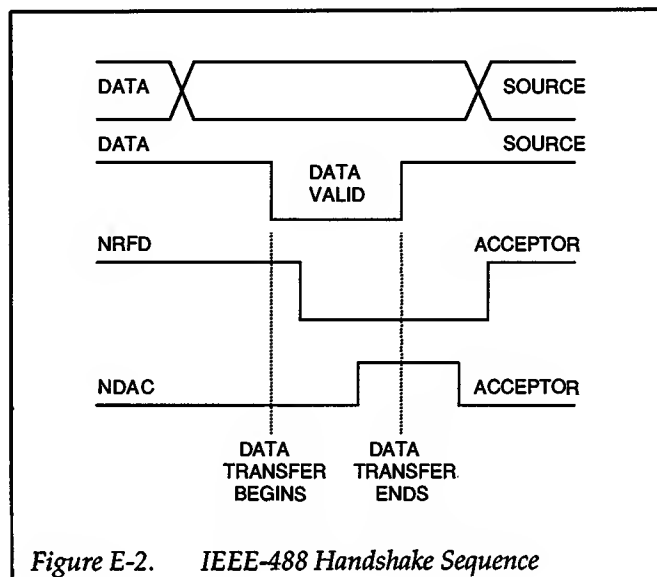 DATA SOURCE
DATA SOURCE
DATA
VALID
NRFD ACCEPTOR
NDAC ACCEPTOR
DATA
TRANSFER
BEGINS
DATA
TRANSFER
ENDS
Figure E-2. IEEE-488 Handshake Sequence